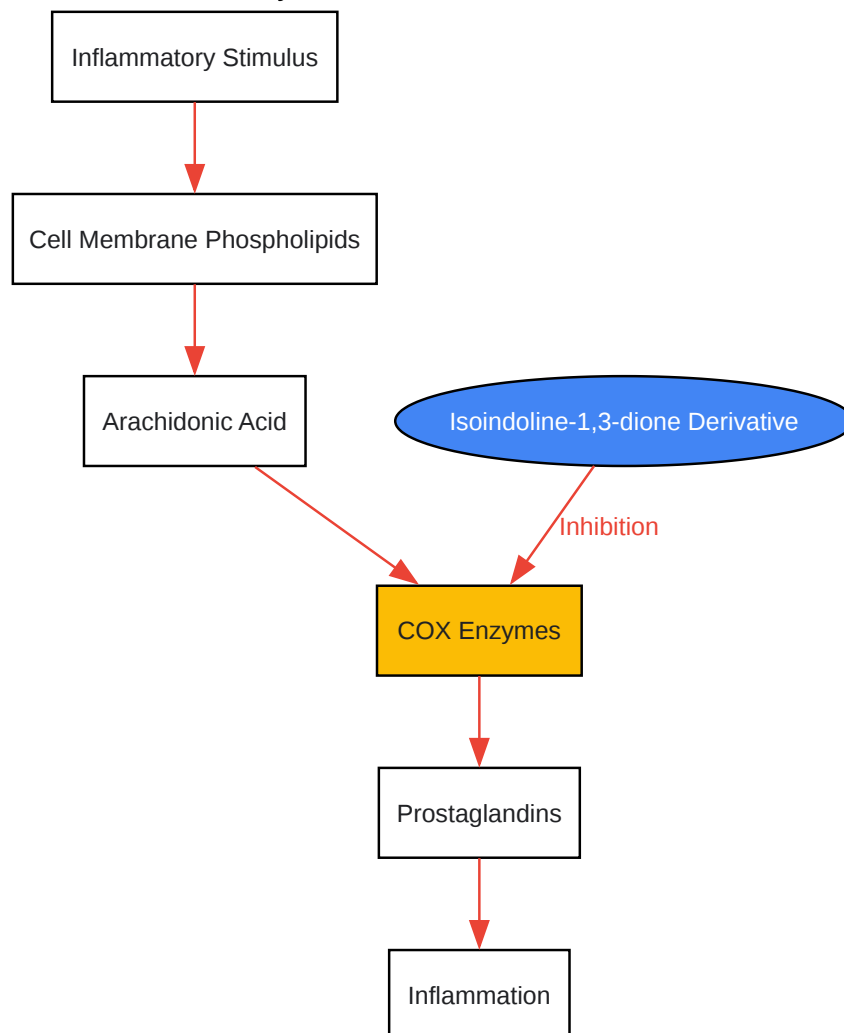 Inflammatory Stimulus
Cell Membrane Phospholipids
Arachidonic Acid
Isoindoline-1,3-dione Derivative
Inhibition
COX Enzymes
Prostaglandins
Inflammation